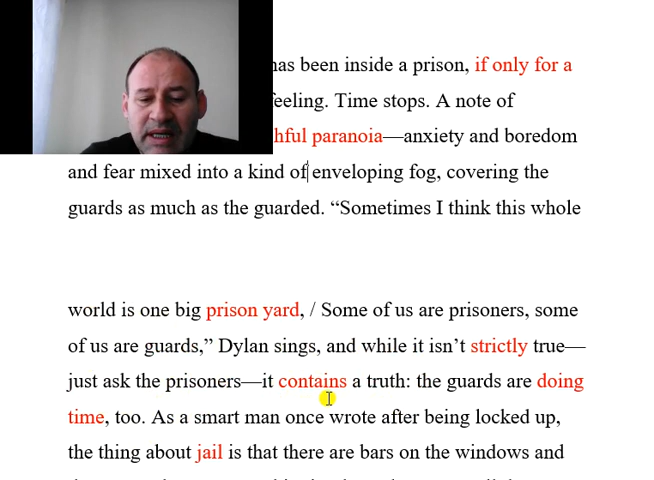 has been inside a prison, if only for a
feeling. Time stops. A note of
hful paranoia—anxiety and boredom
and fear mixed into a kind of enveloping fog, covering the
guards as much as the guarded. “Sometimes I think this whole
world is one big prison yard, / Some of us are prisoners, some
of us are guards,” Dylan sings, and while it isn’t strictly true—
just ask the prisoners—it contains a truth: the guards are doing
time, too. As a smart man once wrote after being locked up,
the thing about jail is that there are bars on the windows and